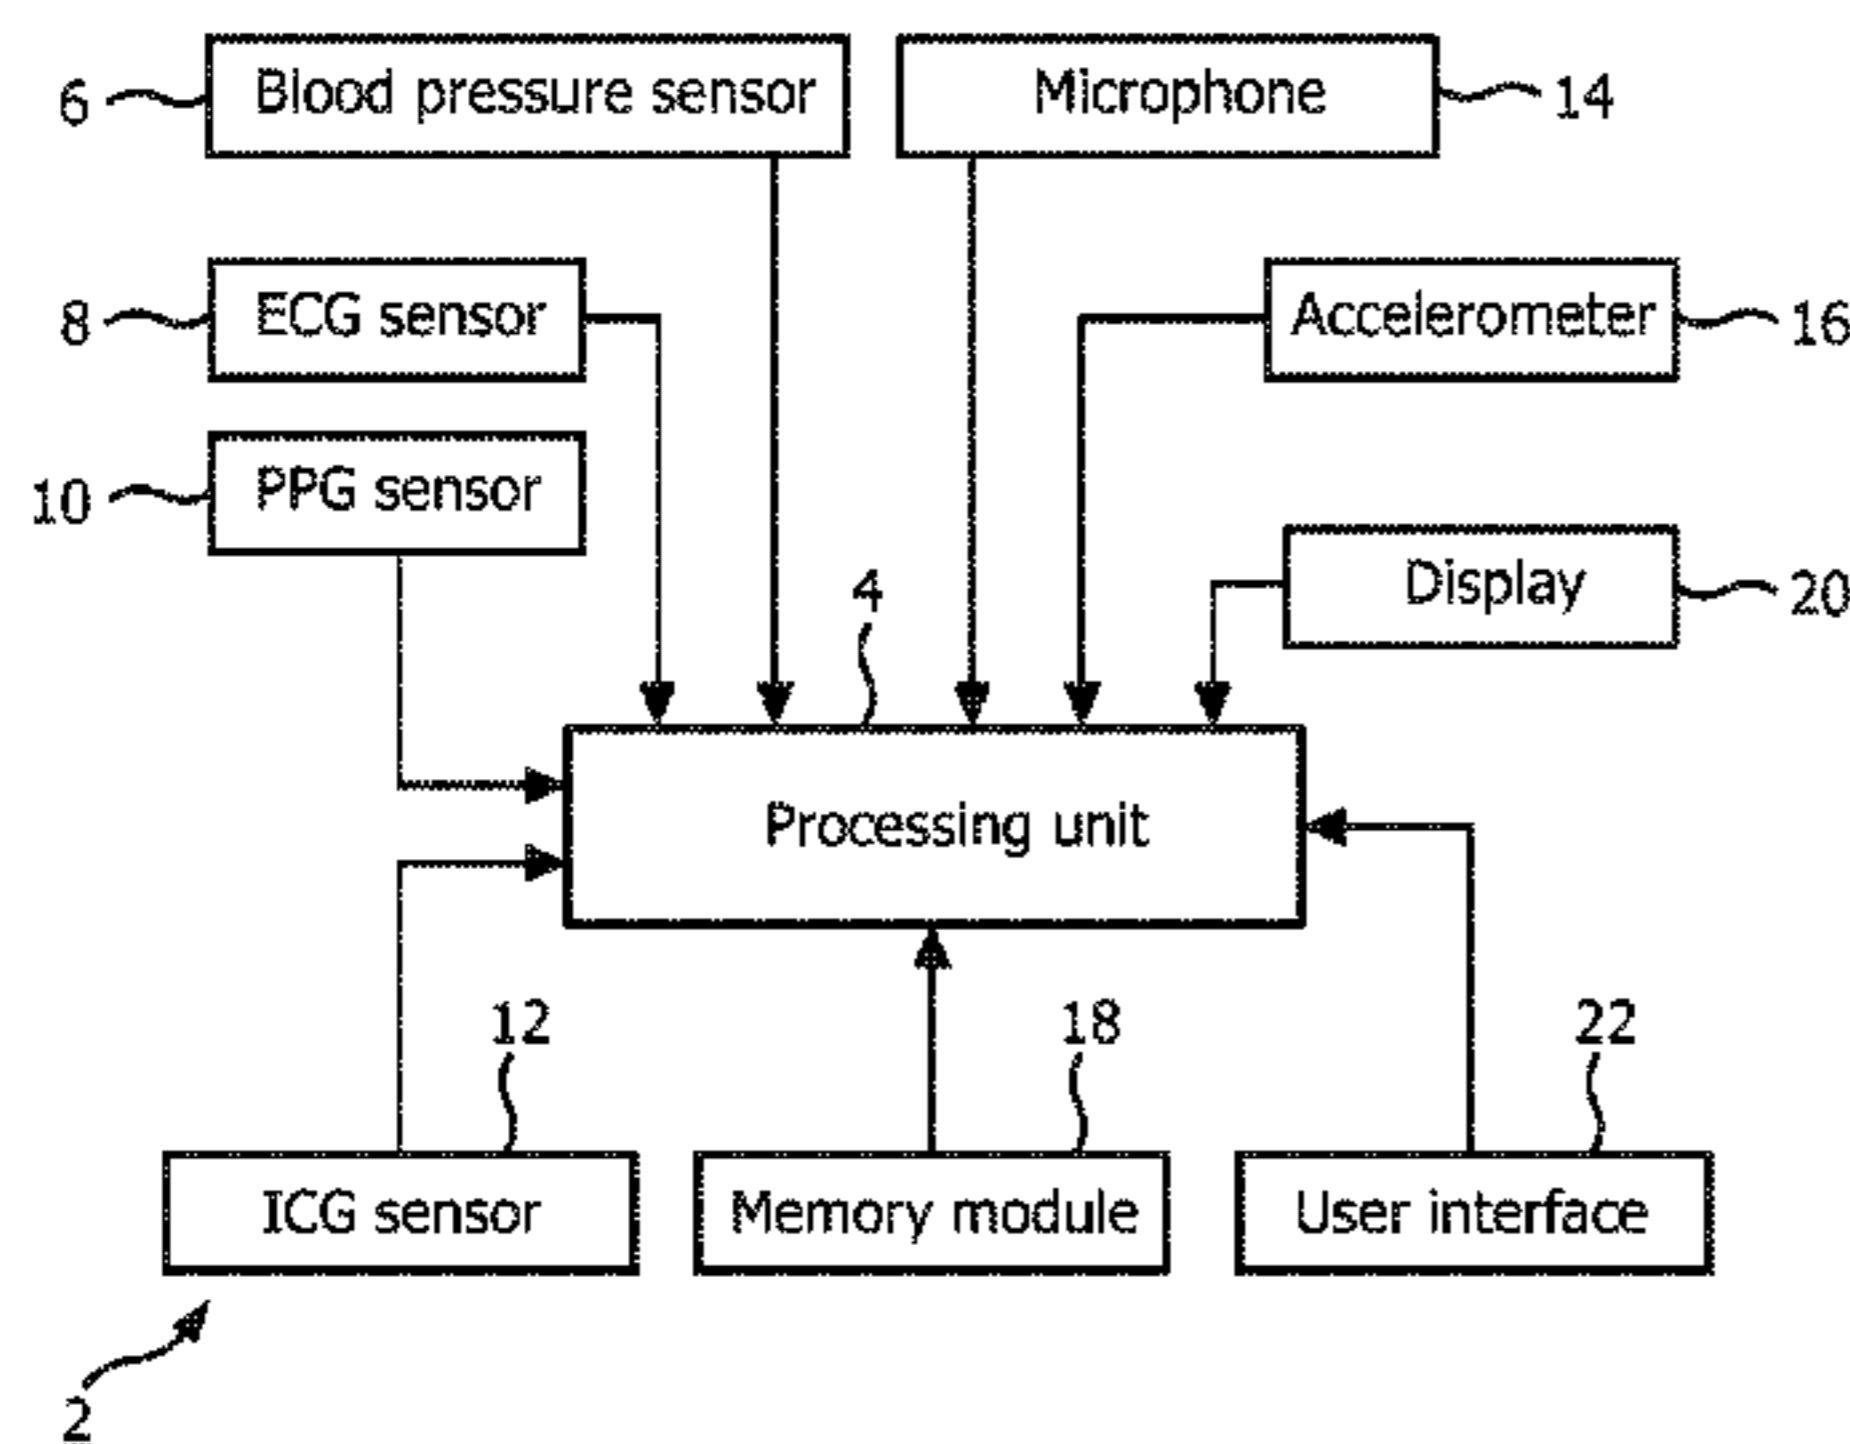 6 Blood pressure sensor
Microphone 14
8 ECG sensor
Accelerometer 16
10 PPG sensor
4
Display 20
Processing unit
12
18
22
ICG sensor
Memory module
User interface
2